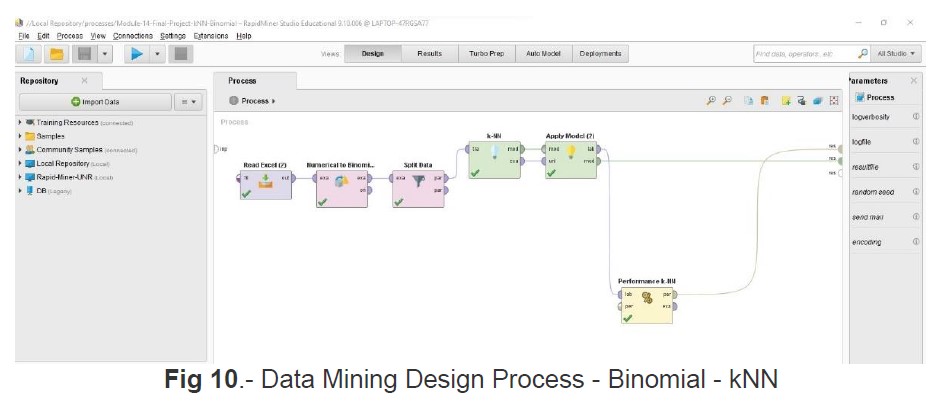 //Local Repository/processes/Module-14-Final-Project-kNN-Binomial – RapidMiner Studio Educational 9.10.006 @ LAPTOP-47RGSA77
File Edit Process View Connections Settings Extensions Help
Views: Design Results Turbo Prep Auto Model Deployments Find data, operators...etc All Studio
Repository
Import Data
Training Resources (connected)
Samples
Community Samples (connected)
Local Repository (Local)
Rapid-Miner-UNR (Local)
DB (Legacy)
Process
Process
Process
inp
Read Excel (2)
fil out
Numerical to Binomi...
exa exa
ori
Split Data
exa par
par
k-NN
tra mod
exa
Apply Model (2)
mod lab
unl mod
Performance k-NN
lab per
per exa
res
res
res
Parameters
Process
logverbosity
logfile
resultfile
random seed
send mail
encoding
Fig 10.- Data Mining Design Process - Binomial - kNN